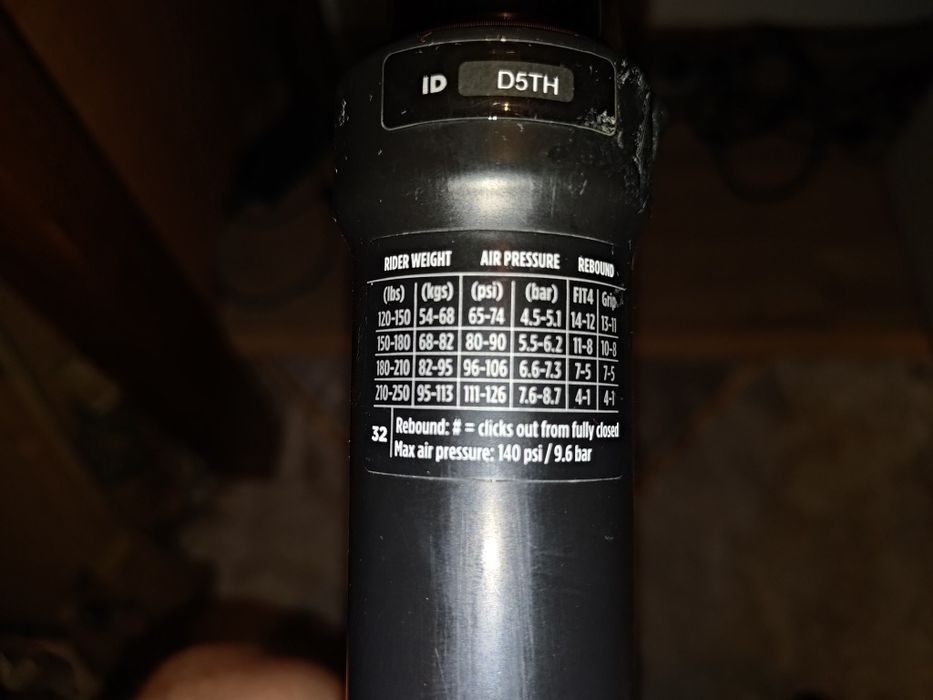 ID D5TH
RIDER WEIGHT AIR PRESSURE REBOUND
(lbs) (kgs) (psi) (bar) FIT4 Grip
120-150 54-68 65-74 4.5-5.1 14-12 13-11
150-180 68-82 80-90 5.5-6.2 11-8 10-8
180-210 82-95 96-106 6.6-7.3 7-5 7-5
210-250 95-113 111-126 7.6-8.7 4-1 4-1
32 Rebound: # = clicks out from fully closed
Max air pressure: 140 psi / 9.6 bar